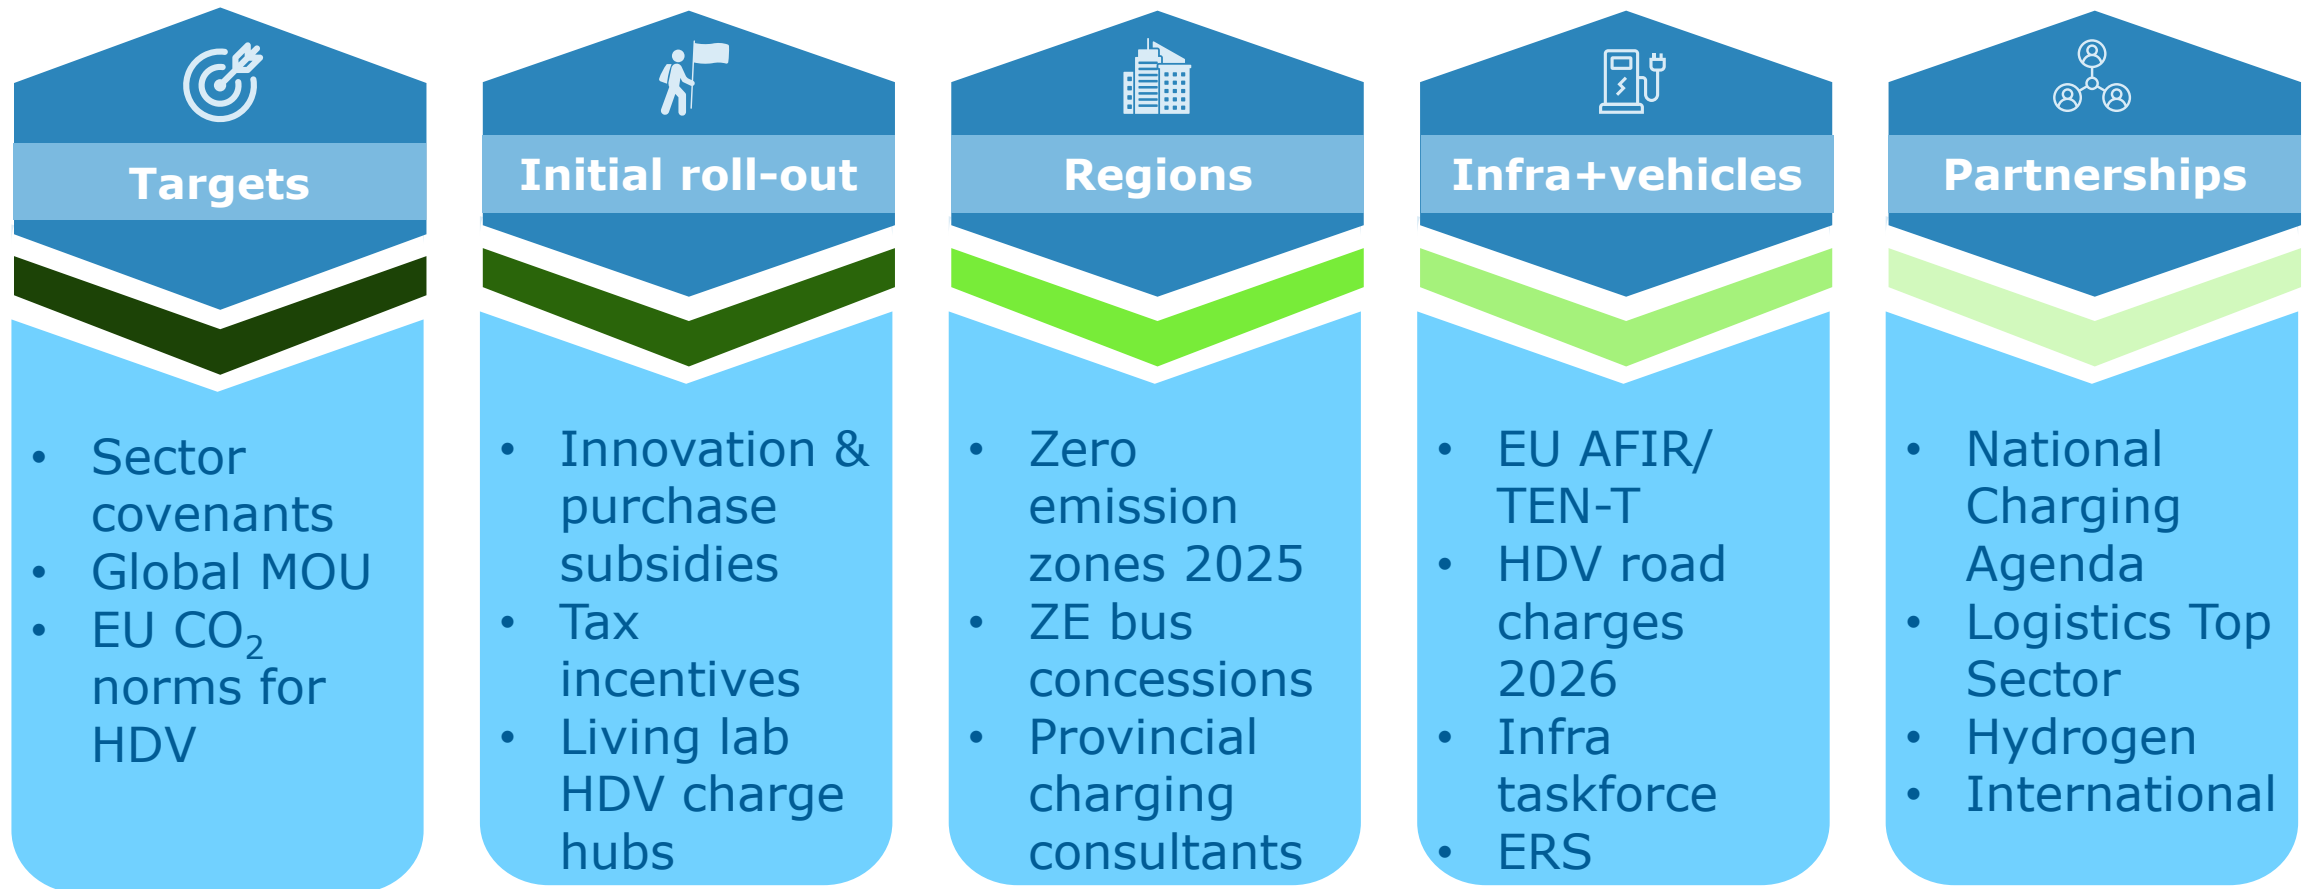 Targets
• Sector
covenants
• Global MOU
• EU CO₂
norms for
HDV
Initial roll-out
• Innovation &
purchase
subsidies
• Tax
incentives
• Living lab
HDV charge
hubs
Regions
• Zero
emission
zones 2025
• ZE bus
concessions
• Provincial
charging
consultants
Infra+vehicles
• EU AFIR/
TEN-T
• HDV road
charges
2026
• Infra
taskforce
• ERS
Partnerships
• National
Charging
Agenda
• Logistics Top
Sector
• Hydrogen
• International